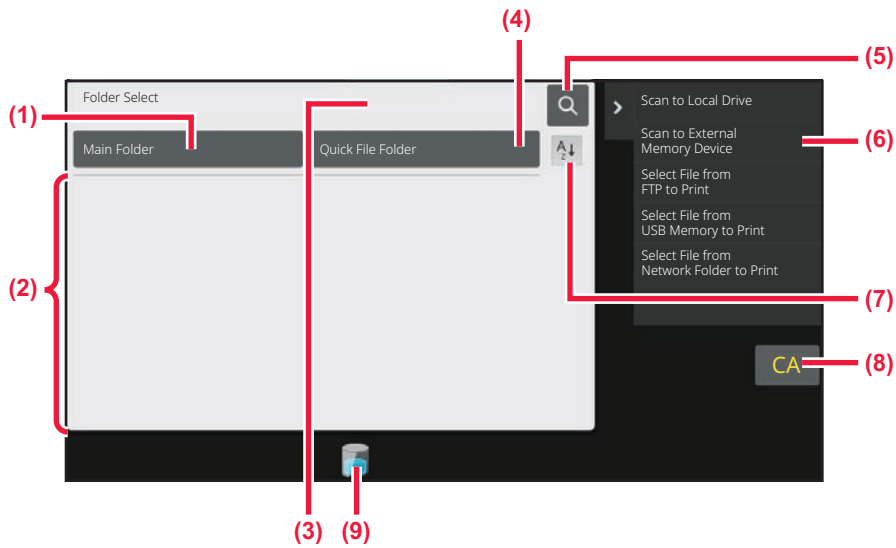 (4)
(5)
Folder Select
Scan to Local Drive
(1)
Scan to External
Memory Device
(6)
Main Folder
Quick File Folder
A
Z
Select File from
FTP to Print
Select File from
USB Memory to Print
Select File from
Network Folder to Print
(2)
(7)
CA
(8)
(3)
(9)